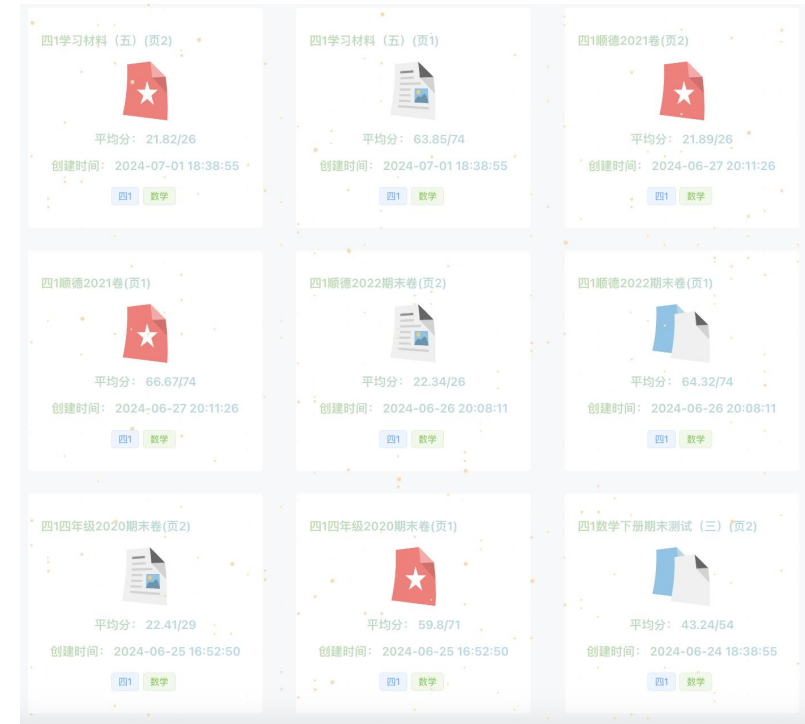 四1学习材料（五）(页2)
四1学习材料（五）(页1)
四1顺德2021卷(页2)
平均分： 21.82/26
平均分： 63.85/74
平均分： 21.89/26
创建时间： 2024-07-01 18:38:55
创建时间： 2024-07-01 18:38:55
创建时间： 2024-06-27 20:11:26
四1 数学
四1 数学
四1 数学
四1顺德2021卷(页1)
四1顺德2022期末卷(页2)
四1顺德2022期末卷(页1)
平均分： 66.67/74
平均分： 22.34/26
平均分： 64.32/74
创建时间： 2024-06-27 20:11:26
创建时间： 2024-06-26 20:08:11
创建时间： 2024-06-26 20:08:11
四1 数学
四1 数学
四1 数学
四1四年级2020期末卷(页2)
四1四年级2020期末卷(页1)
四1数学下册期末测试（三）(页2)
平均分： 22.41/29
平均分： 59.8/71
平均分： 43.24/54
创建时间： 2024-06-25 16:52:50
创建时间： 2024-06-25 16:52:50
创建时间： 2024-06-24 18:38:55
四1 数学
四1 数学
四1 数学